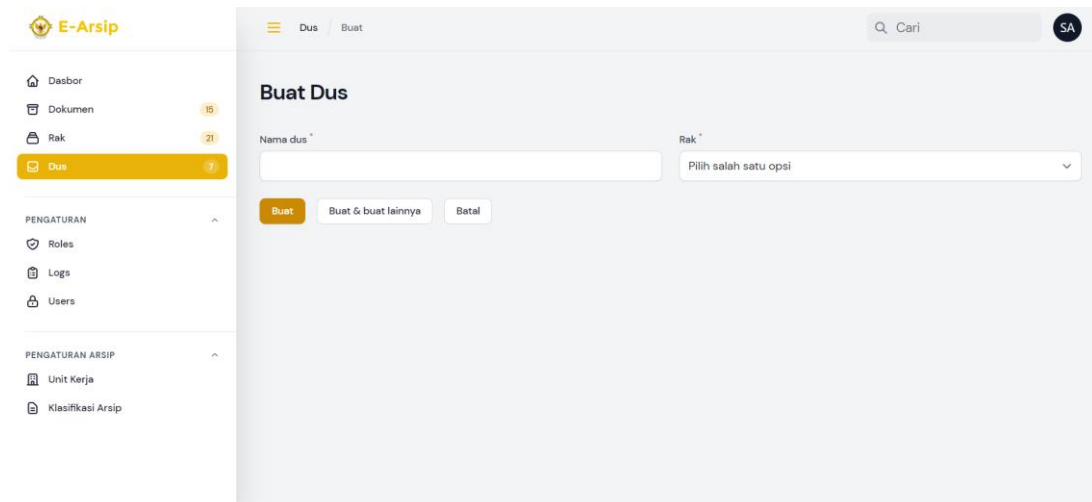 E-Arsip
Dus / Buat
Cari
SA
Dasbor
Dokumen 15
Rak 21
Dus 7
PENGATURAN
Roles
Logs
Users
PENGATURAN ARSIP
Unit Kerja
Klasifikasi Arsip
Buat Dus
Nama dus *
Rak *
Pilih salah satu opsi
Buat
Buat & buat lainnya
Batal